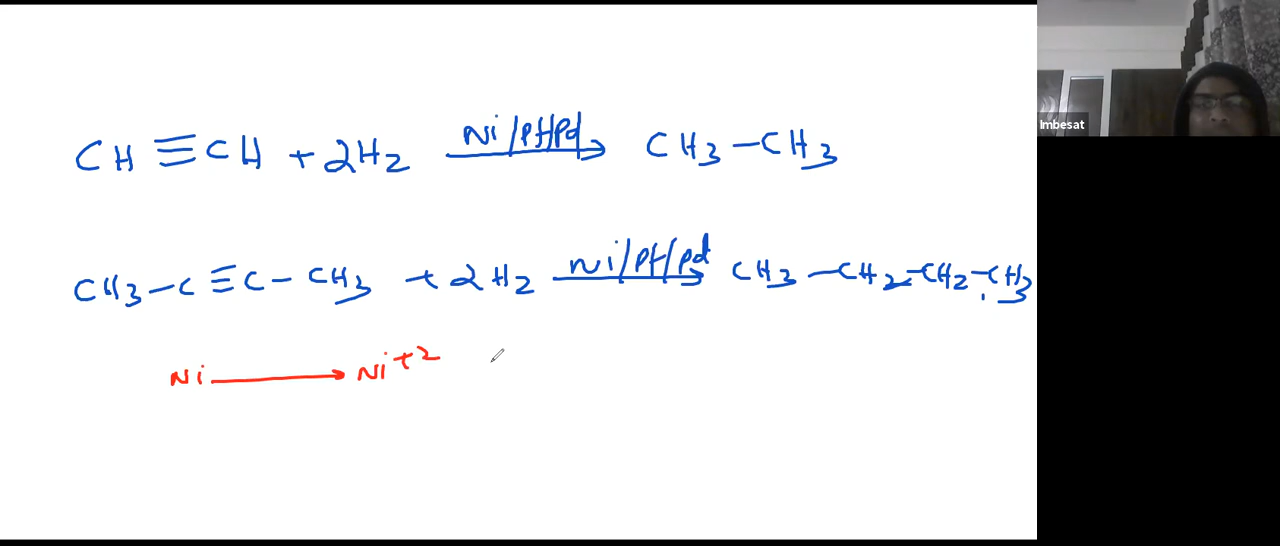 CH≡CH + 2H2 Ni/Pt/Pd CH3-CH3
CH3-C≡C-CH3 + 2H2 Ni/Pt/Pd CH3-CH2-CH2-CH3
Ni → Ni+2
Imbesat